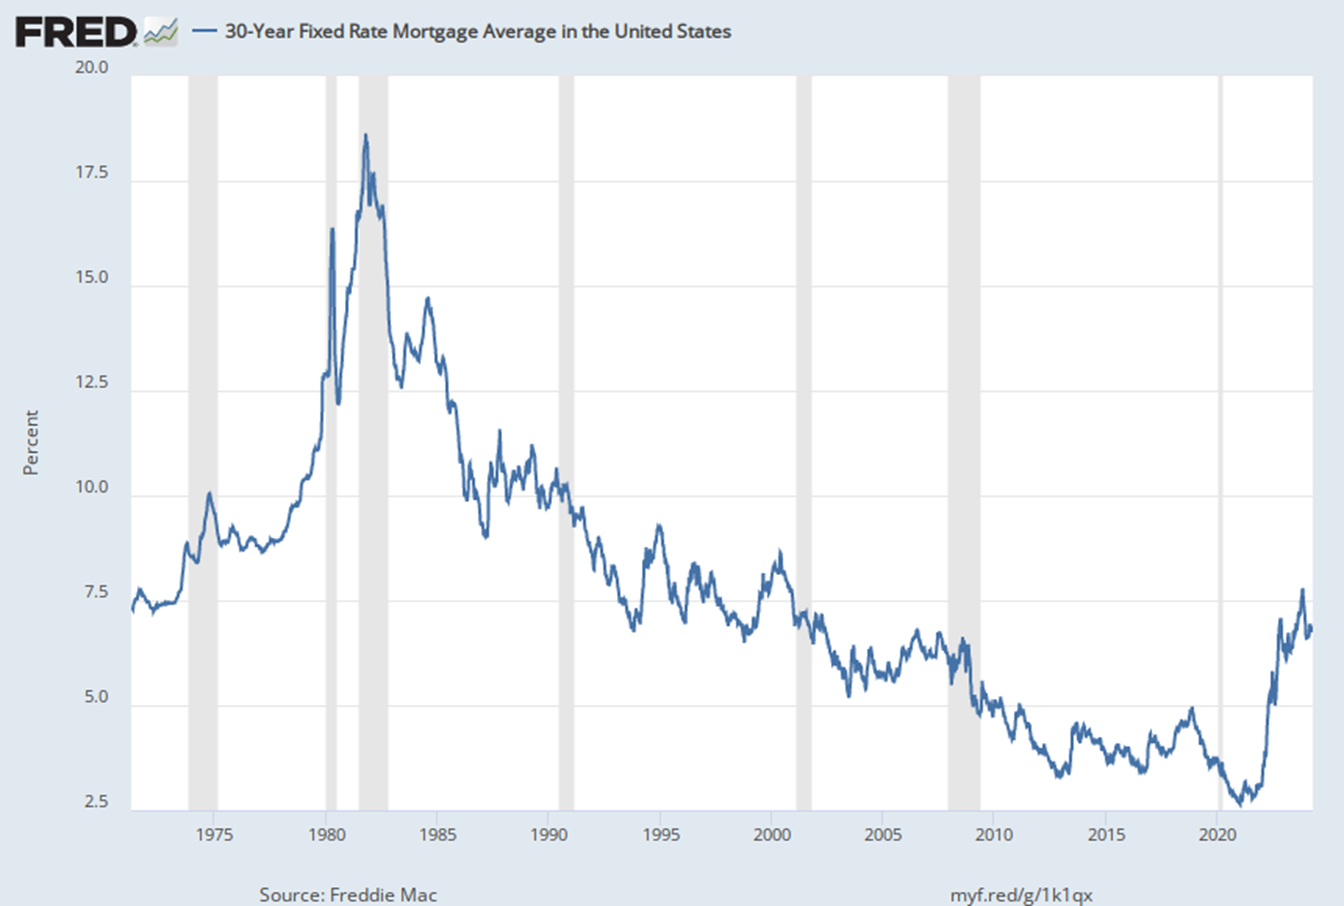 FRED
30-Year Fixed Rate Mortgage Average in the United States
20.0
17.5
15.0
12.5
10.0
7.5
5.0
2.5
Percent
1975 1980 1985 1990 1995 2000 2005 2010 2015 2020
Source: Freddie Mac
myf.red/g/1k1qx